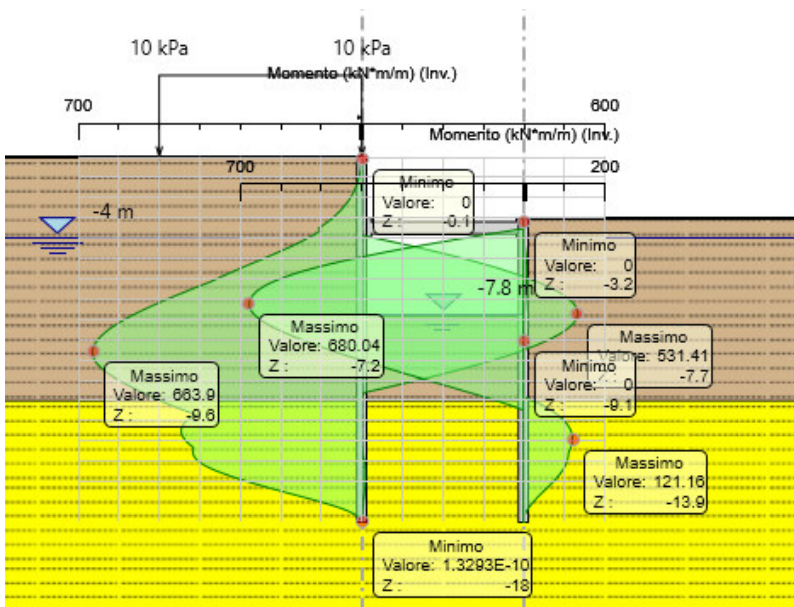 10 kPa
10 kPa
Momento (kN*m/m) (Inv.)
700
600
Momento (kN*m/m) (Inv.)
700
200
Minimo
Valore: 0
Z : -0.1
-4 m
Minimo
Valore: 0
Z : -3.2
-7.8 m
Massimo
Valore: 680.04
Z : -7.2
Massimo
Valore: 531.41
-7.7
Minimo
Valore: 0
Z : -9.1
Massimo
Valore: 663.9
Z : -9.6
Massimo
Valore: 121.16
Z : -13.9
Minimo
Valore: 1.3293E-10
Z : -18